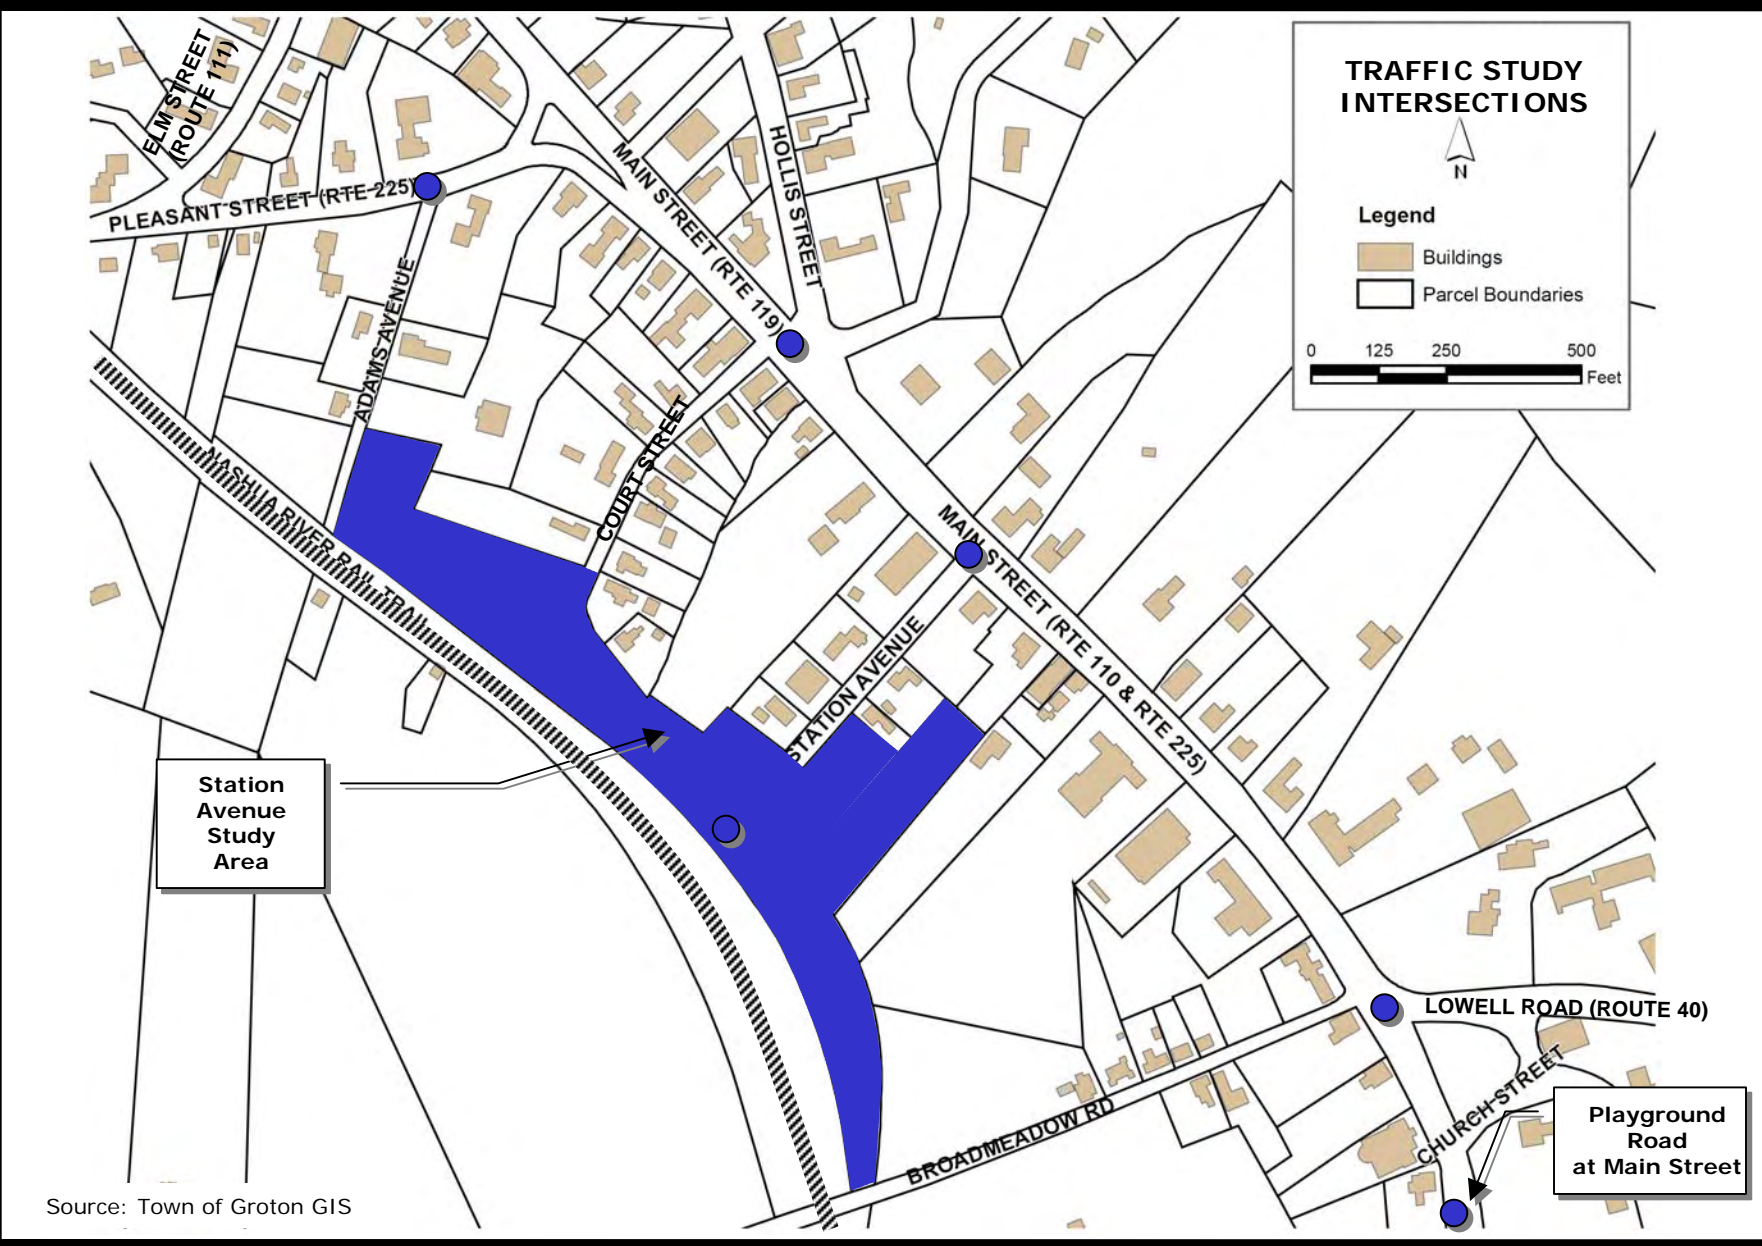 TRAFFIC STUDY
INTERSECTIONS
N
Legend
Buildings
Parcel Boundaries
0 125 250 500
Feet
ELM STREET
(ROUTE 111)
PLEASANT STREET (RTE 225)
MAIN STREET (RTE 119)
HOLLIS STREET
ADAMS AVENUE
COURT STREET
NASHUA RIVER RAIL TRAIL
MAIN STREET (RTE 110 & RTE 225)
STATION AVENUE
Station
Avenue
Study
Area
LOWELL ROAD (ROUTE 40)
CHURCH STREET
BROADMEADOW RD
Playground
Road
at Main Street
Source: Town of Groton GIS